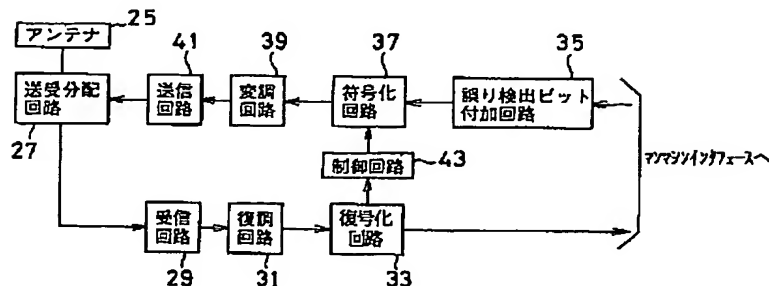 アンテナ
25
41
39
37
35
送受分配
回路
送信
回路
変調
回路
符号化
回路
誤り検出ビット
付加回路
27
制御回路
43
マンマシンインタフェースへ
受信
回路
復調
回路
復号化
回路
29
31
33